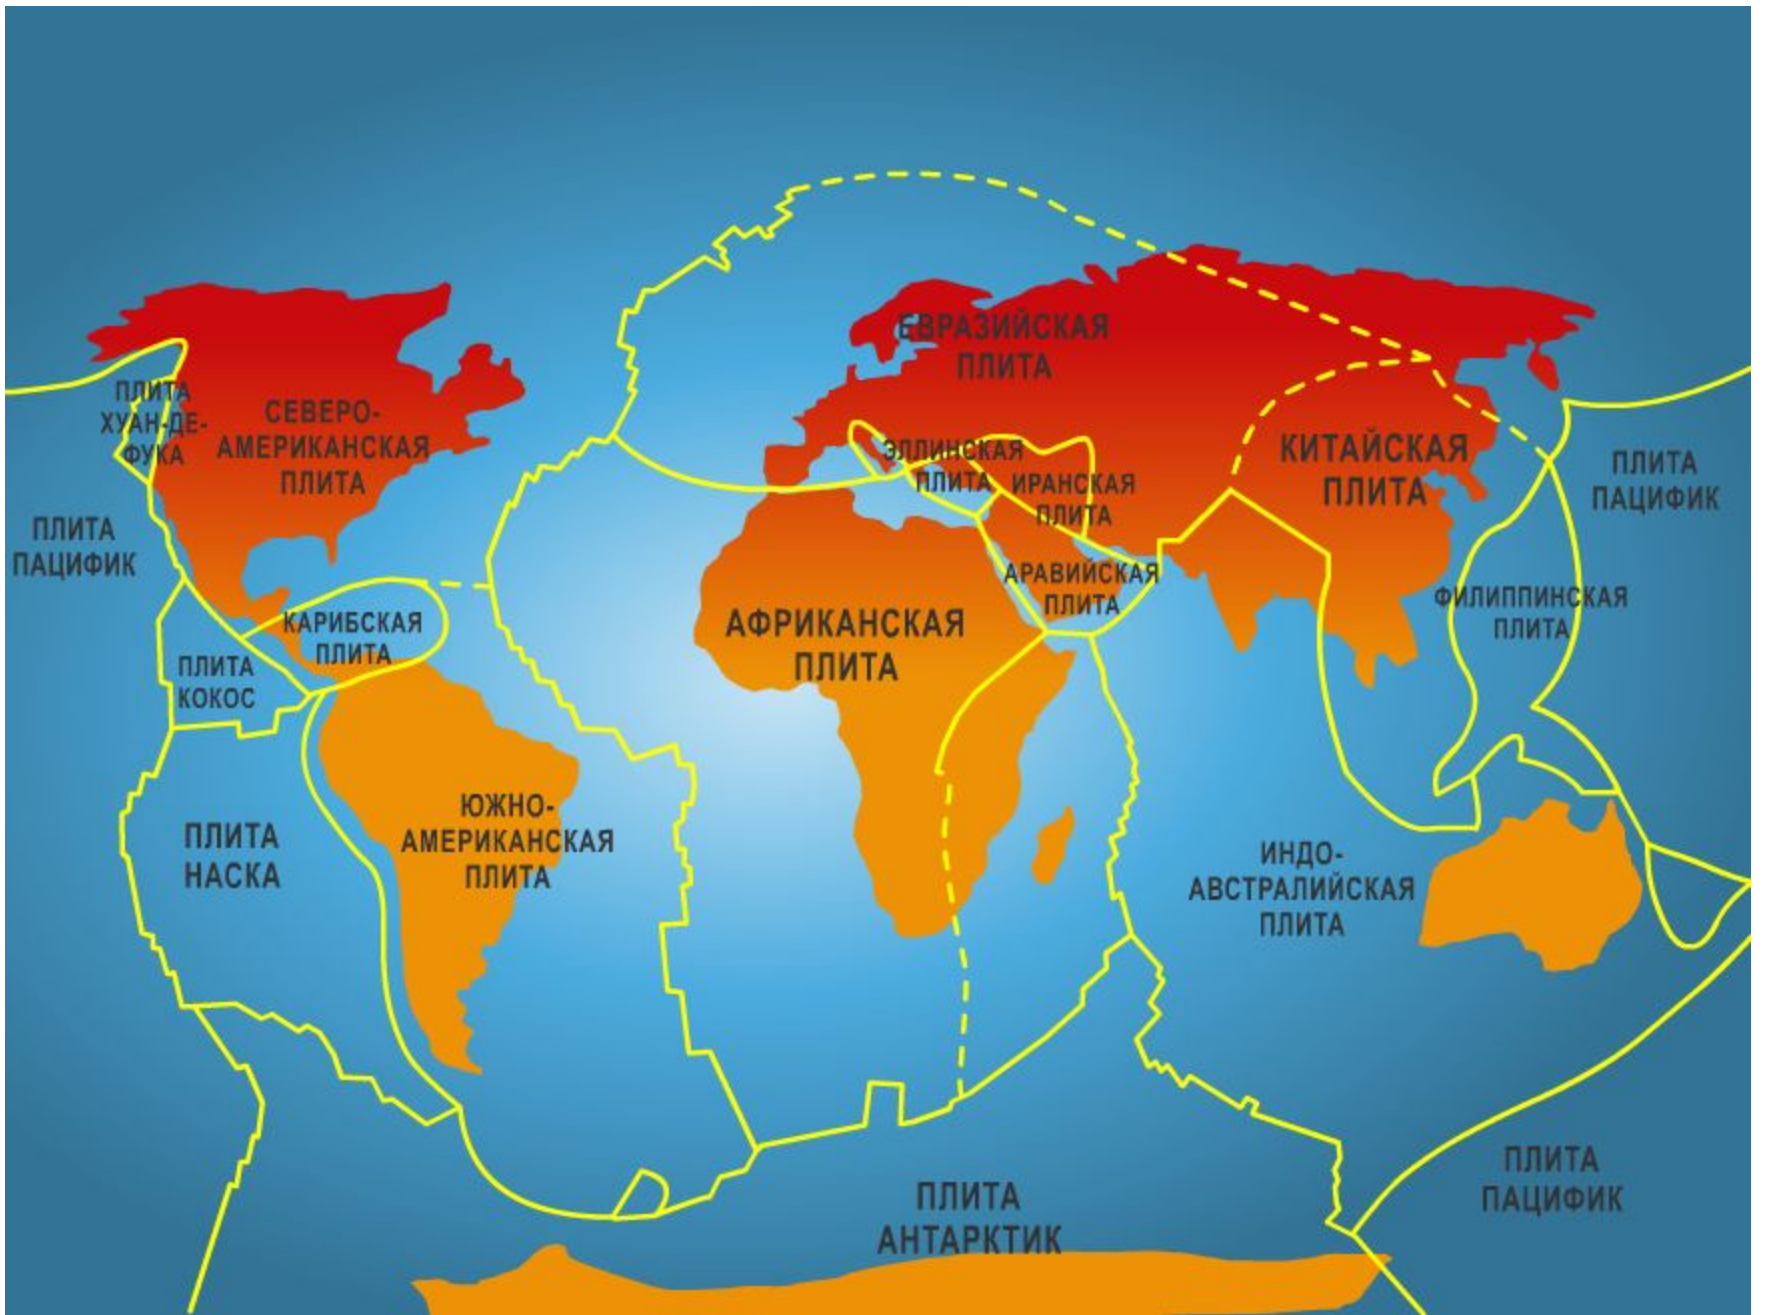 ЕВРАЗИЙСКАЯ
ПЛИТА
ПЛИТА
ХУАН-ДЕ-
ФУКА
СЕВЕРО-
АМЕРИКАНСКАЯ
ПЛИТА
ЭЛЛИНСКАЯ
ПЛИТА
ИРАНСКАЯ
ПЛИТА
КИТАЙСКАЯ
ПЛИТА
ПЛИТА
ПАЦИФИК
ПЛИТА
ПАЦИФИК
АРАВИЙСКАЯ
ПЛИТА
ФИЛИППИНСКАЯ
ПЛИТА
КАРИБСКАЯ
ПЛИТА
АФРИКАНСКАЯ
ПЛИТА
ПЛИТА
КОКОС
ПЛИТА
НАСКА
ЮЖНО-
АМЕРИКАНСКАЯ
ПЛИТА
ИНДО-
АВСТРАЛИЙСКАЯ
ПЛИТА
ПЛИТА
ПАЦИФИК
ПЛИТА
АНТАРКТИК